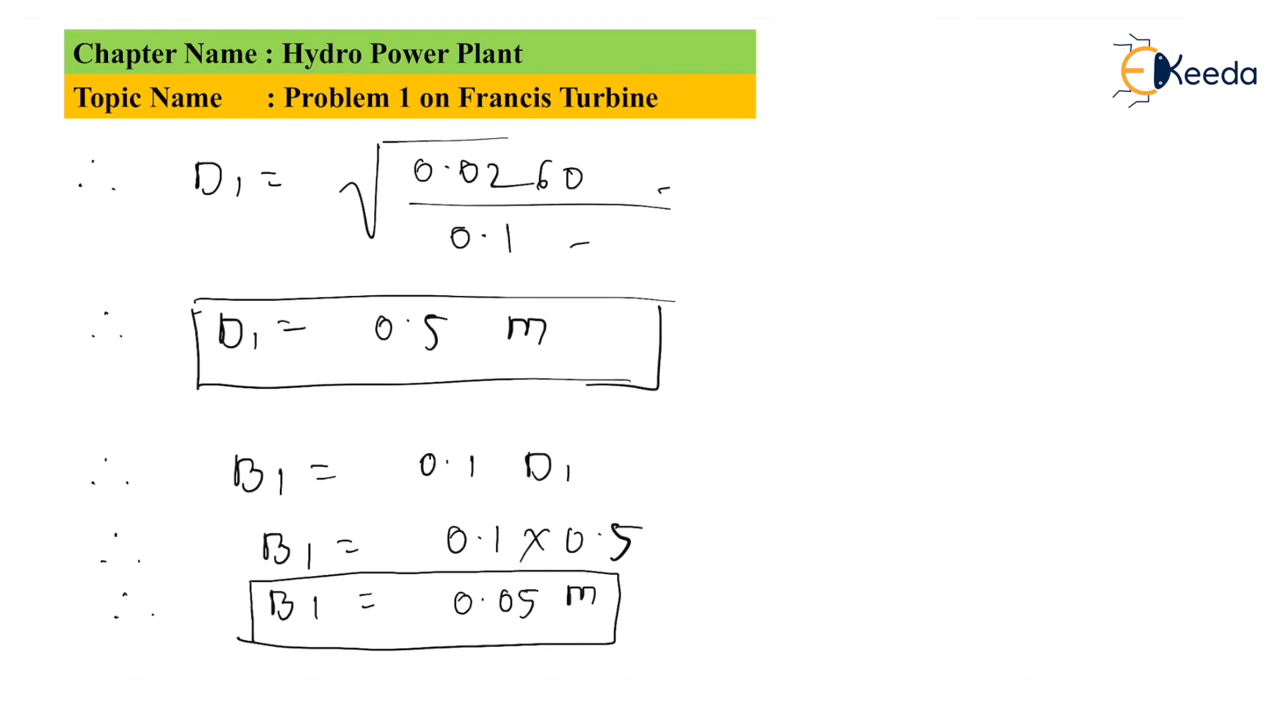 Chapter Name : Hydro Power Plant
Topic Name : Problem 1 on Francis Turbine
EKeeda
∴ D1 = √(0.0260 / 0.1)
∴ D1 = 0.5 m
∴ B1 = 0.1 D1
∴ B1 = 0.1 × 0.5
∴ B1 = 0.05 m